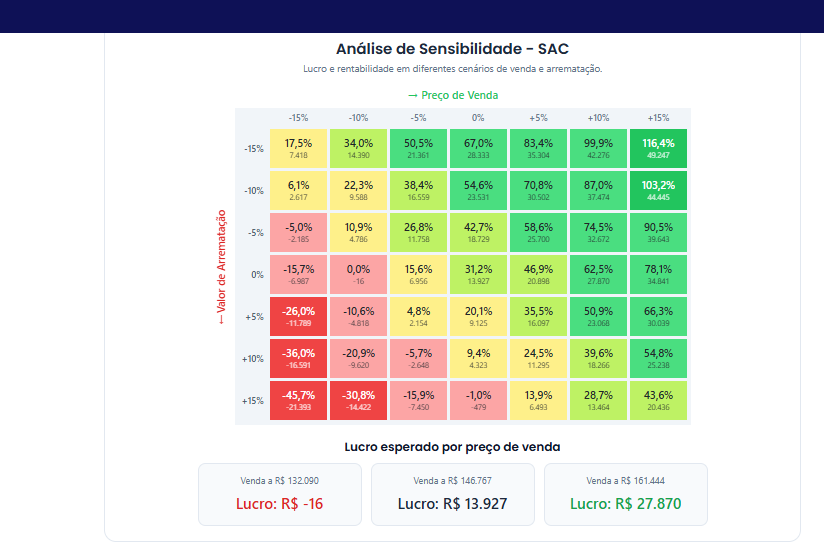 Análise de Sensibilidade - SAC
Lucro e rentabilidade em diferentes cenários de venda e arrematação.
→ Preço de Venda
-15% -10% -5% 0% +5% +10% +15%
← Valor de Arrematação
-15% 17,5% 34,0% 50,5% 67,0% 83,4% 99,9% 116,4%
7.418 14.390 21.361 28.333 35.304 42.276 49.247
-10% 6,1% 22,3% 38,4% 54,6% 70,8% 87,0% 103,2%
2.617 9.588 16.559 23.531 30.502 37.474 44.445
-5% -5,0% 10,9% 26,8% 42,7% 58,6% 74,5% 90,5%
-2.185 4.786 11.758 18.729 25.700 32.672 39.643
0% -15,7% 0,0% 15,6% 31,2% 46,9% 62,5% 78,1%
-6.987 -16 6.956 13.927 20.898 27.870 34.841
+5% -26,0% -10,6% 4,8% 20,1% 35,5% 50,9% 66,3%
-11.789 -4.818 2.154 9.125 16.097 23.068 30.039
+10% -36,0% -20,9% -5,7% 9,4% 24,5% 39,6% 54,8%
-16.591 -9.620 -2.648 4.323 11.295 18.266 25.238
+15% -45,7% -30,8% -15,9% -1,0% 13,9% 28,7% 43,6%
-21.393 -14.422 -7.450 -479 6.493 13.464 20.436
Lucro esperado por preço de venda
Venda a R$ 132.090
Lucro: R$ -16
Venda a R$ 146.767
Lucro: R$ 13.927
Venda a R$ 161.444
Lucro: R$ 27.870